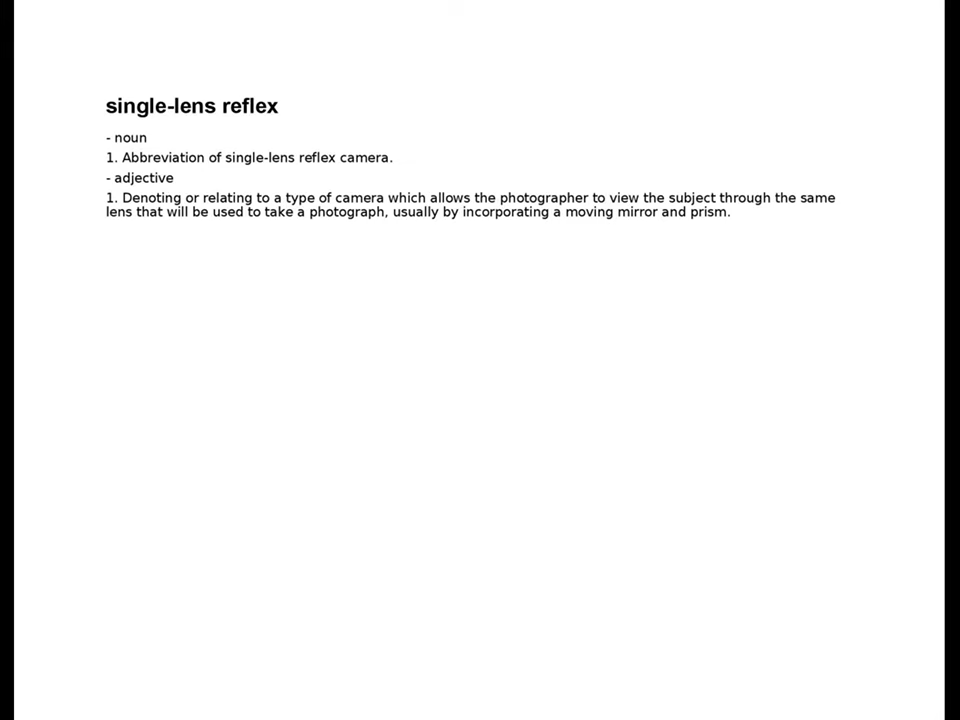 single-lens reflex
- noun
1. Abbreviation of single-lens reflex camera.
- adjective
1. Denoting or relating to a type of camera which allows the photographer to view the subject through the same
lens that will be used to take a photograph, usually by incorporating a moving mirror and prism.